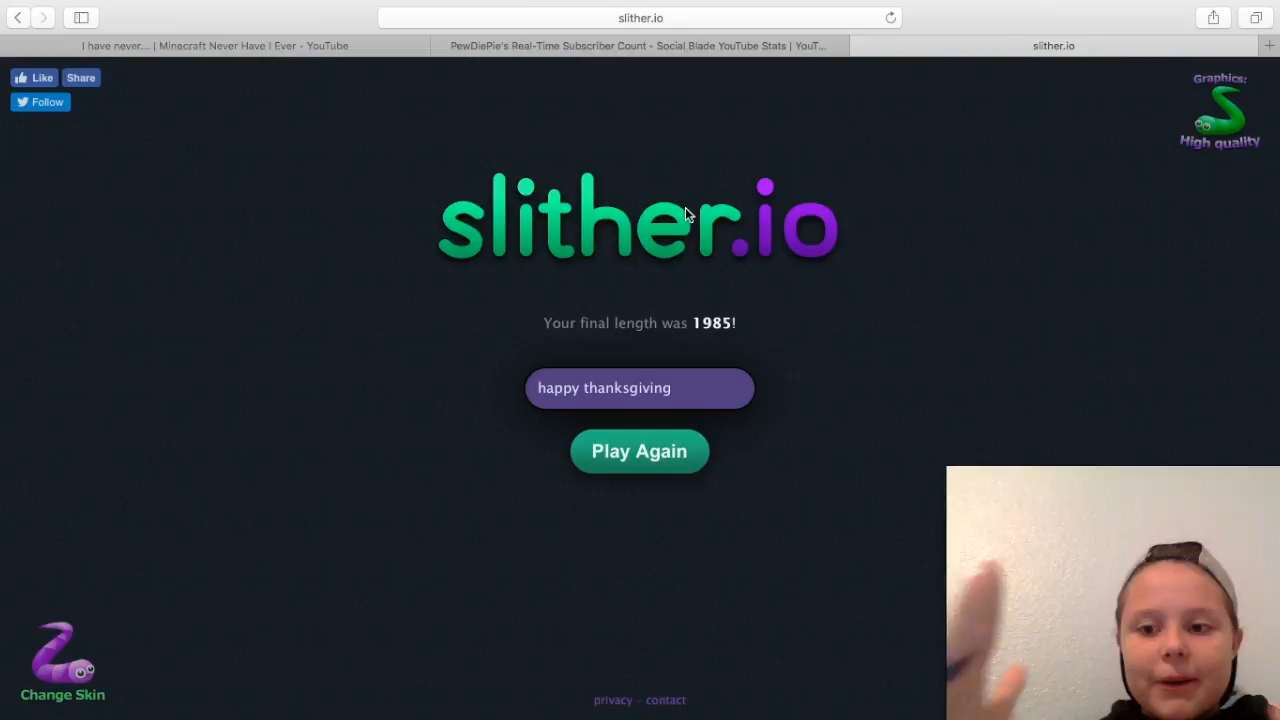 slither.io
I have never... | Minecraft Never Have I Ever - YouTube
PewDiePie's Real-Time Subscriber Count - Social Blade YouTube Stats | YouT...
slither.io
Like
Share
Follow
Graphics:
High quality
slither.io
Your final length was 1985!
happy thanksgiving
Play Again
Change Skin
privacy - contact